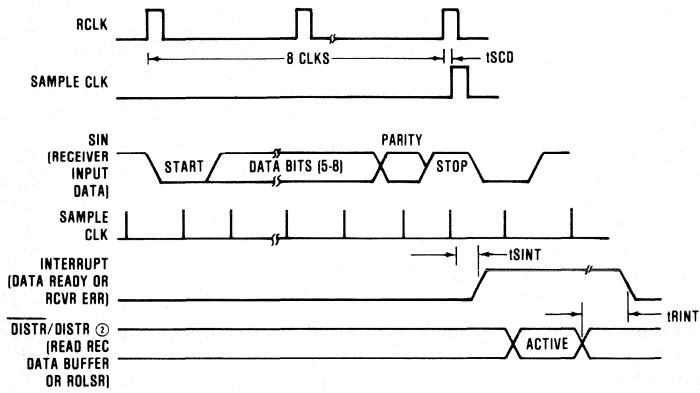 RCLK
8 CLKS
tSCD
SAMPLE CLK
SIN
(RECEIVER
INPUT
DATA)
START
DATA BITS (5-8)
PARITY
STOP
SAMPLE
CLK
tSINT
INTERRUPT
(DATA READY OR
RCVR ERR)
tRINT
DISTR/DISTR ②
(READ REC
DATA BUFFER
OR ROLSR)
ACTIVE